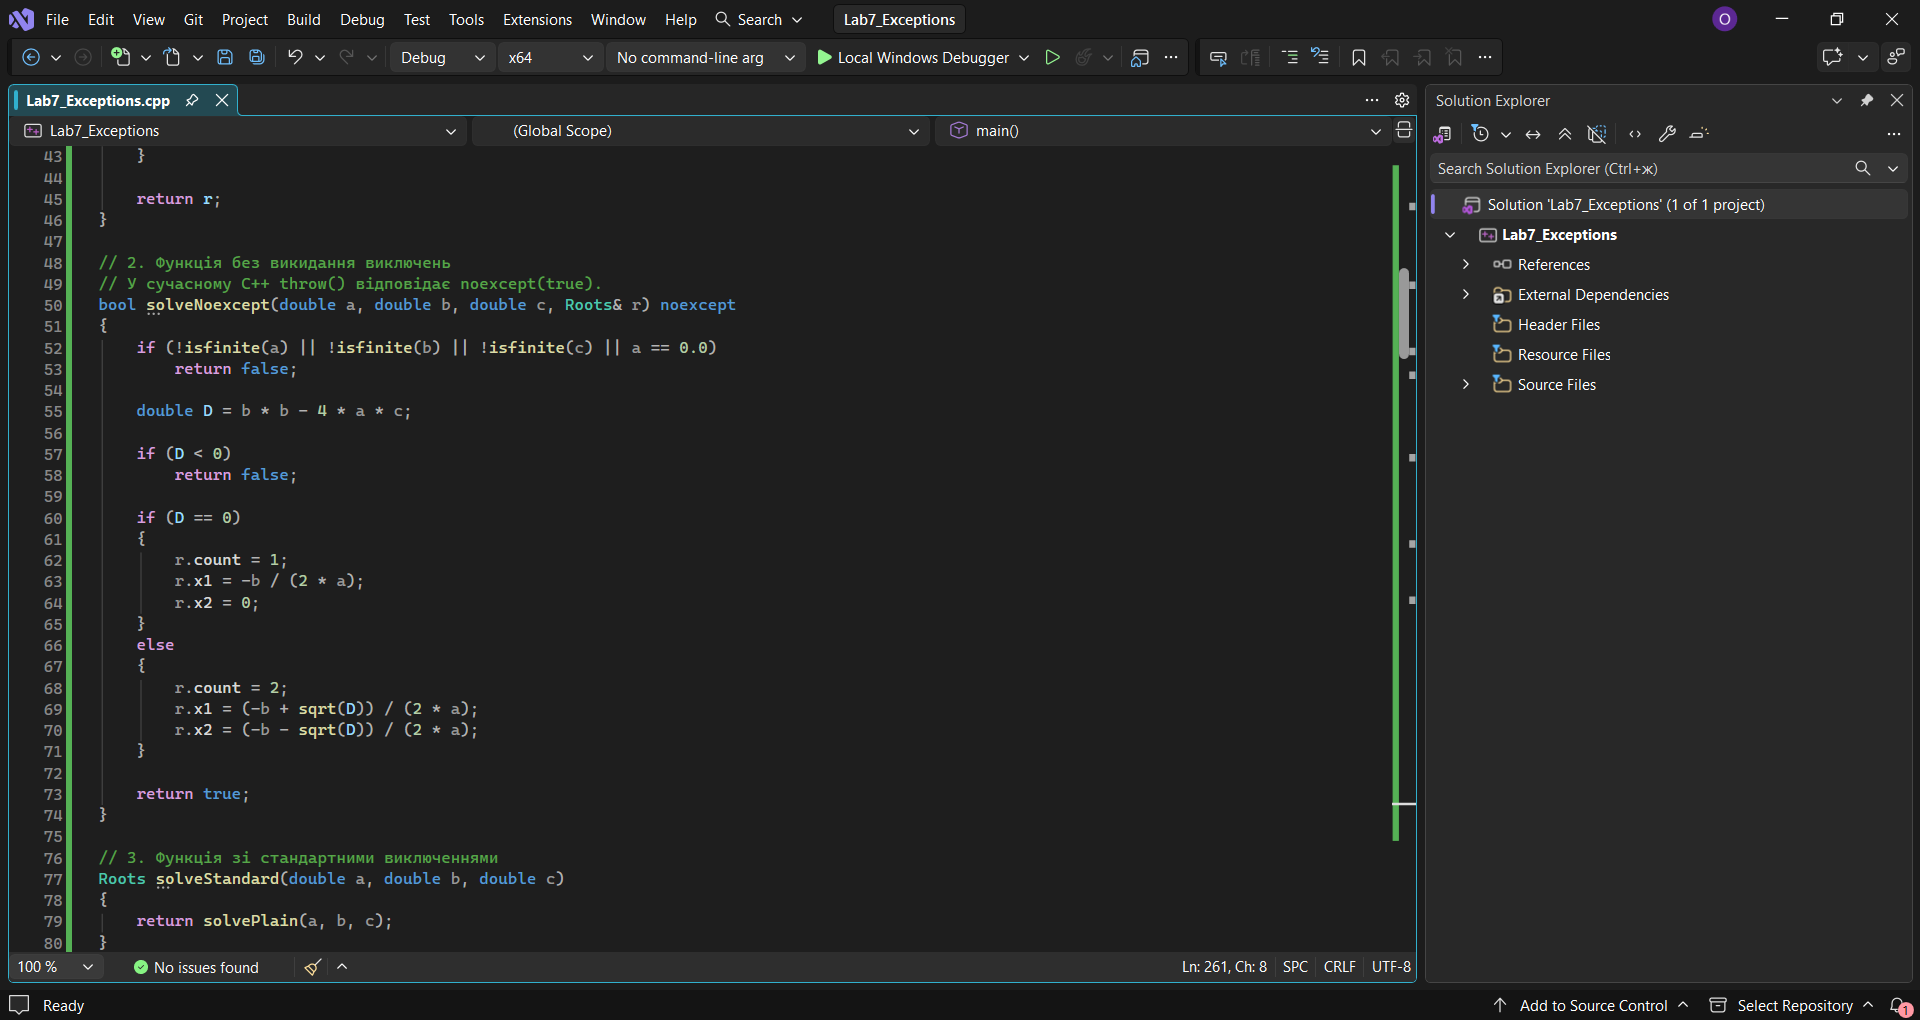 File Edit View Git Project Build Debug Test Tools Extensions Window Help Search Lab7_Exceptions O
Debug x64 No command-line arg Local Windows Debugger
Lab7_Exceptions.cpp
Lab7_Exceptions (Global Scope) main()
43 }
44
45 return r;
46 }
47
48 // 2. Функція без викидання виключень
49 // У сучасному C++ throw() відповідає noexcept(true).
50 bool solveNoexcept(double a, double b, double c, Roots& r) noexcept
51 {
52 if (!isfinite(a) || !isfinite(b) || !isfinite(c) || a == 0.0)
53 return false;
54
55 double D = b * b - 4 * a * c;
56
57 if (D < 0)
58 return false;
59
60 if (D == 0)
61 {
62 r.count = 1;
63 r.x1 = -b / (2 * a);
64 r.x2 = 0;
65 }
66 else
67 {
68 r.count = 2;
69 r.x1 = (-b + sqrt(D)) / (2 * a);
70 r.x2 = (-b - sqrt(D)) / (2 * a);
71 }
72
73 return true;
74 }
75
76 // 3. Функція зі стандартними виключеннями
77 Roots solveStandard(double a, double b, double c)
78 {
79 return solvePlain(a, b, c);
80 }
100 % No issues found Ln: 261, Ch: 8 SPC CRLF UTF-8
Solution Explorer
Search Solution Explorer (Ctrl+ж)
Solution 'Lab7_Exceptions' (1 of 1 project)
Lab7_Exceptions
References
External Dependencies
Header Files
Resource Files
Source Files
Ready Add to Source Control Select Repository 1